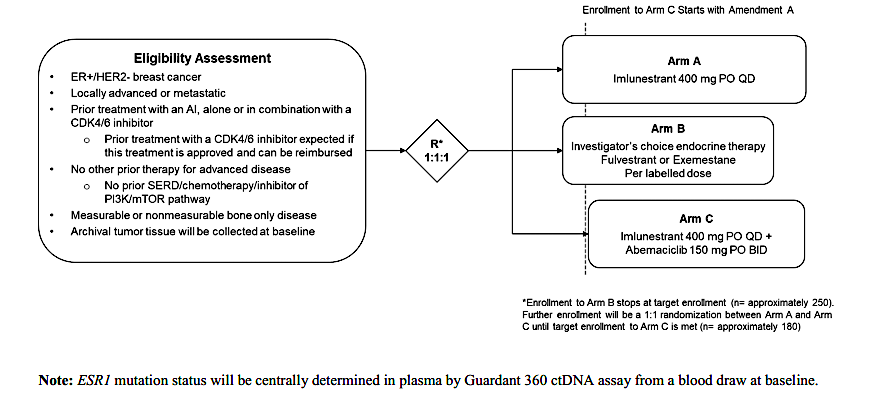 Enrollment to Arm C Starts with Amendment A
Eligibility Assessment
• ER+/HER2- breast cancer
• Locally advanced or metastatic
• Prior treatment with an AI, alone or in combination with a
CDK4/6 inhibitor
o Prior treatment with a CDK4/6 inhibitor expected if
this treatment is approved and can be reimbursed
• No other prior therapy for advanced disease
o No prior SERD/chemotherapy/inhibitor of
PI3K/mTOR pathway
• Measurable or nonmeasurable bone only disease
• Archival tumor tissue will be collected at baseline
R*
1:1:1
Arm A
Imlunestrant 400 mg PO QD
Arm B
Investigator's choice endocrine therapy
Fulvestrant or Exemestane
Per labelled dose
Arm C
Imlunestrant 400 mg PO QD +
Abemaciclib 150 mg PO BID
*Enrollment to Arm B stops at target enrollment (n= approximately 250).
Further enrollment will be a 1:1 randomization between Arm A and Arm
C until target enrollment to Arm C is met (n= approximately 180)
Note: ESR1 mutation status will be centrally determined in plasma by Guardant 360 ctDNA assay from a blood draw at baseline.